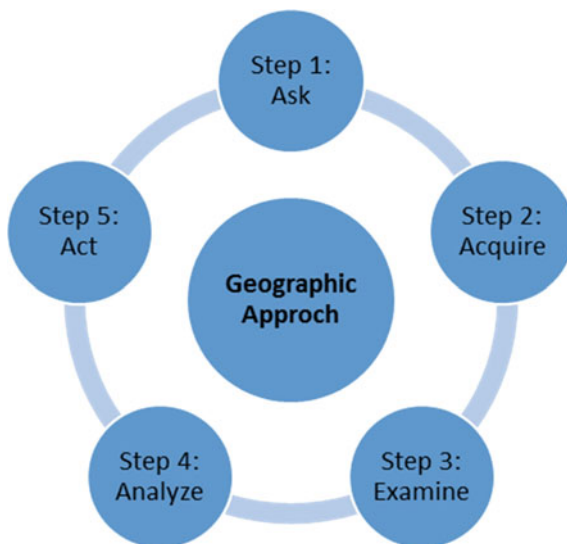 Step 1:
Ask
Step 2:
Acquire
Step 3:
Examine
Step 4:
Analyze
Step 5:
Act
Geographic
Approch